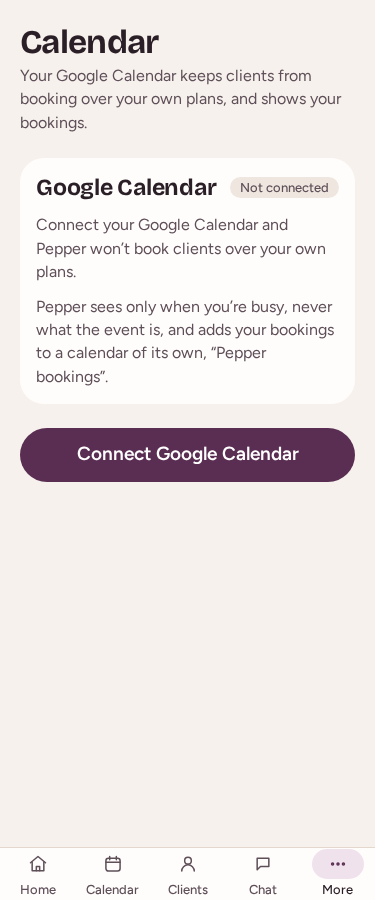 Calendar
Your Google Calendar keeps clients from
booking over your own plans, and shows your
bookings.
Google Calendar
Not connected
Connect your Google Calendar and
Pepper won’t book clients over your own
plans.
Pepper sees only when you’re busy, never
what the event is, and adds your bookings
to a calendar of its own, “Pepper
bookings”.
Connect Google Calendar
Home
Calendar
Clients
Chat
More